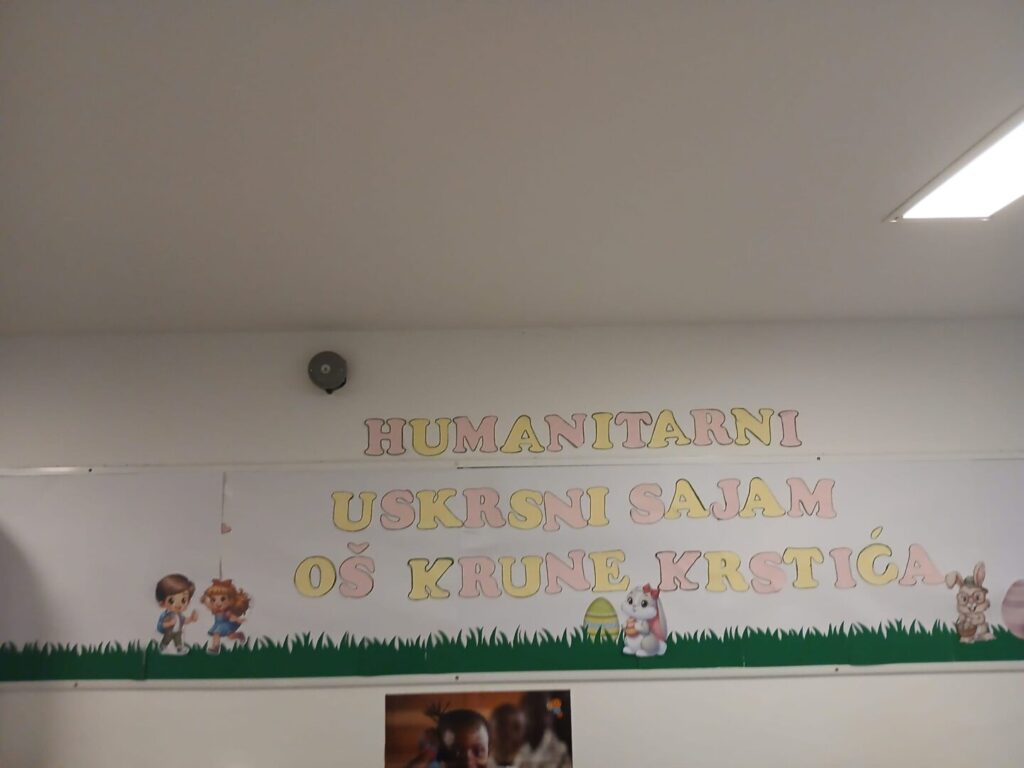 HUMANITARNI
USKRSNI SAJAM
OŠ KRUNE KRSTIĆA